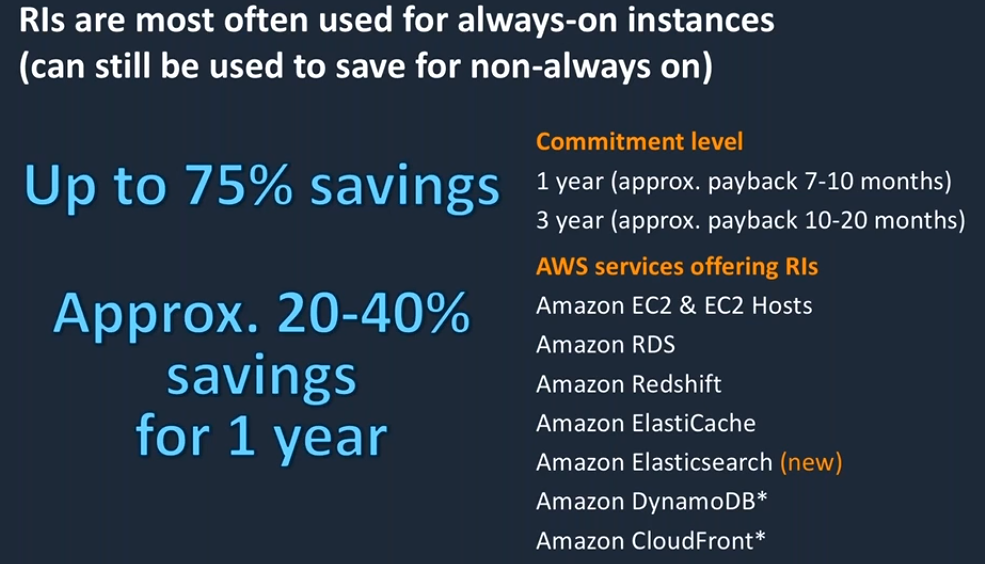 RIs are most often used for always-on instances
(can still be used to save for non-always on)
Up to 75% savings
Approx. 20-40%
savings
for 1 year
Commitment level
1 year (approx. payback 7-10 months)
3 year (approx. payback 10-20 months)
AWS services offering RIs
Amazon EC2 & EC2 Hosts
Amazon RDS
Amazon Redshift
Amazon ElastiCache
Amazon Elasticsearch (new)
Amazon DynamoDB*
Amazon CloudFront*